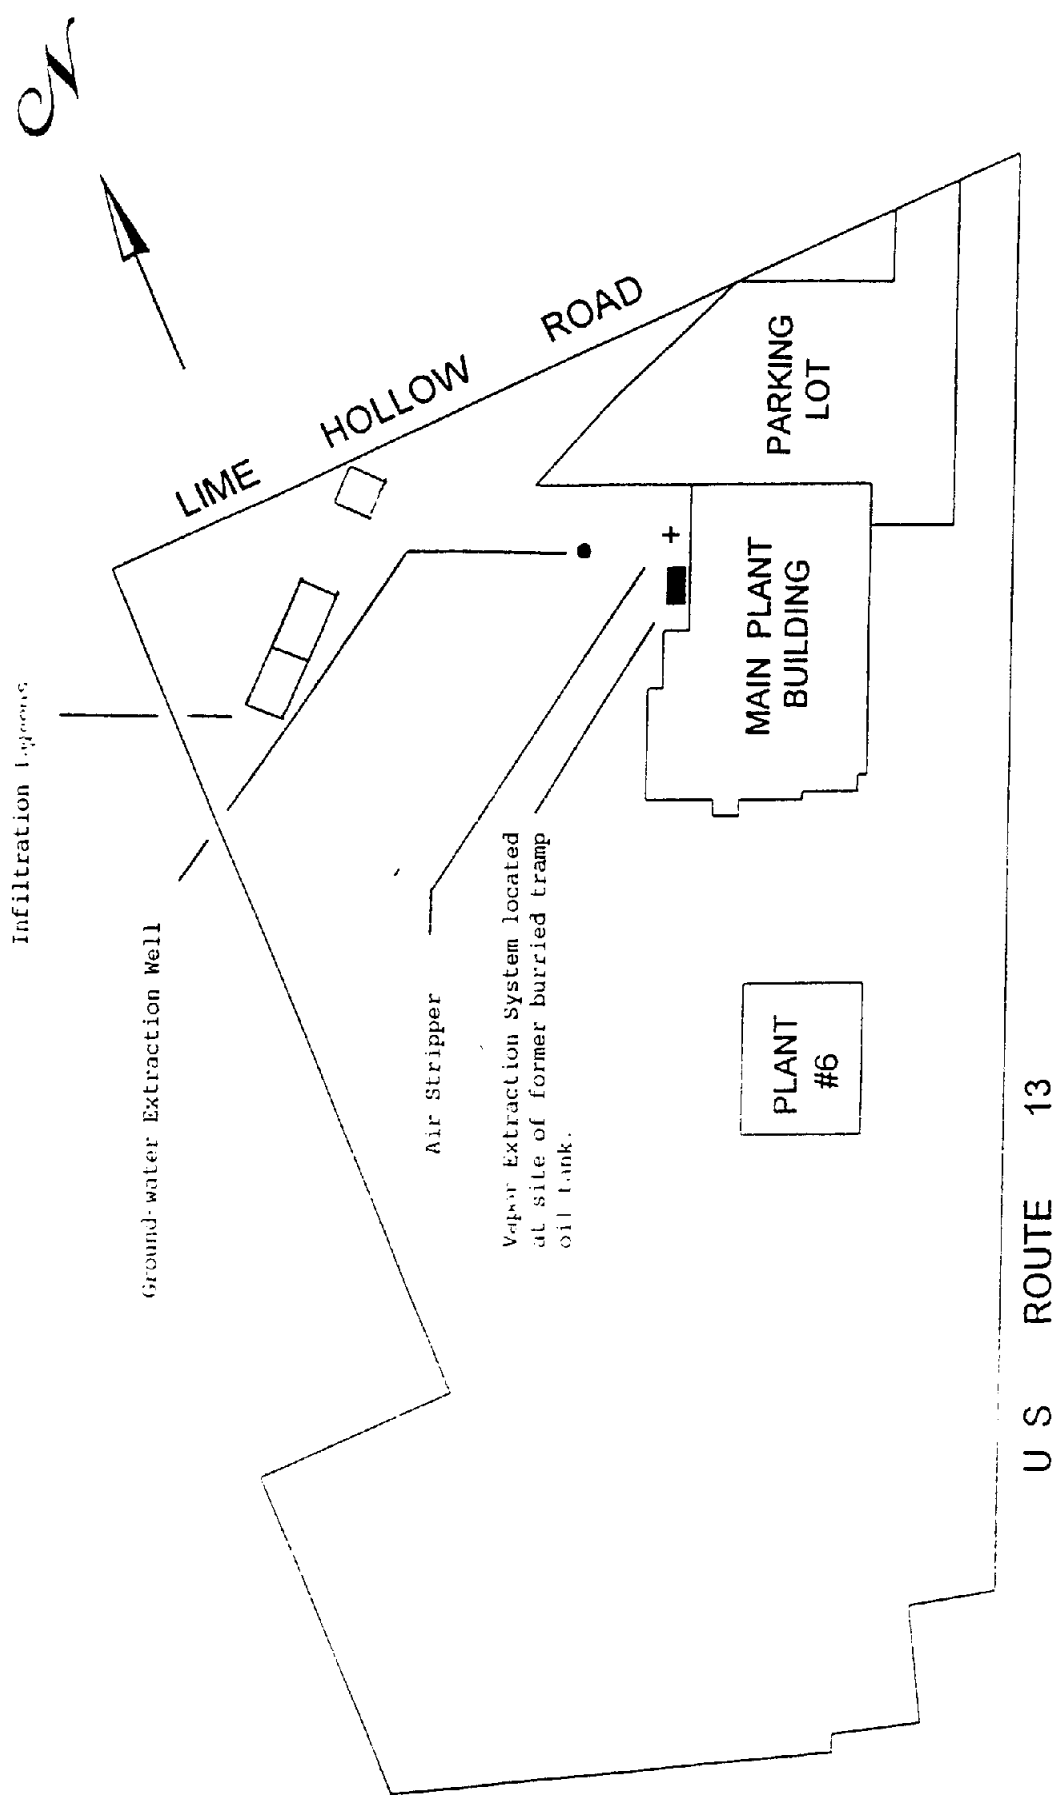 N
LIME HOLLOW ROAD
Infiltration
Ground-water Extraction Well
Air Stripper
Vapor Extraction System located
at site of former burried tramp
oil tank.
PARKING
LOT
+
MAIN PLANT
BUILDING
PLANT
#6
U S ROUTE 13